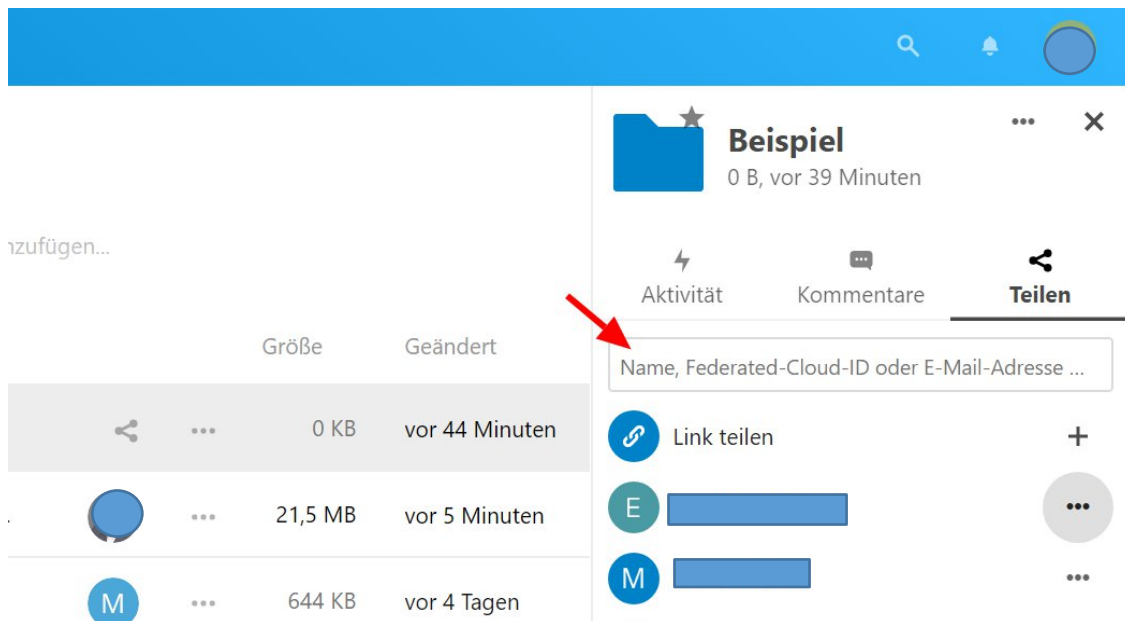 Beispiel
0 B, vor 39 Minuten
nzufügen...
Aktivität
Kommentare
Teilen
Größe
Geändert
Name, Federated-Cloud-ID oder E-Mail-Adresse ...
0 KB
vor 44 Minuten
Link teilen
E
21,5 MB
vor 5 Minuten
M
M
644 KB
vor 4 Tagen